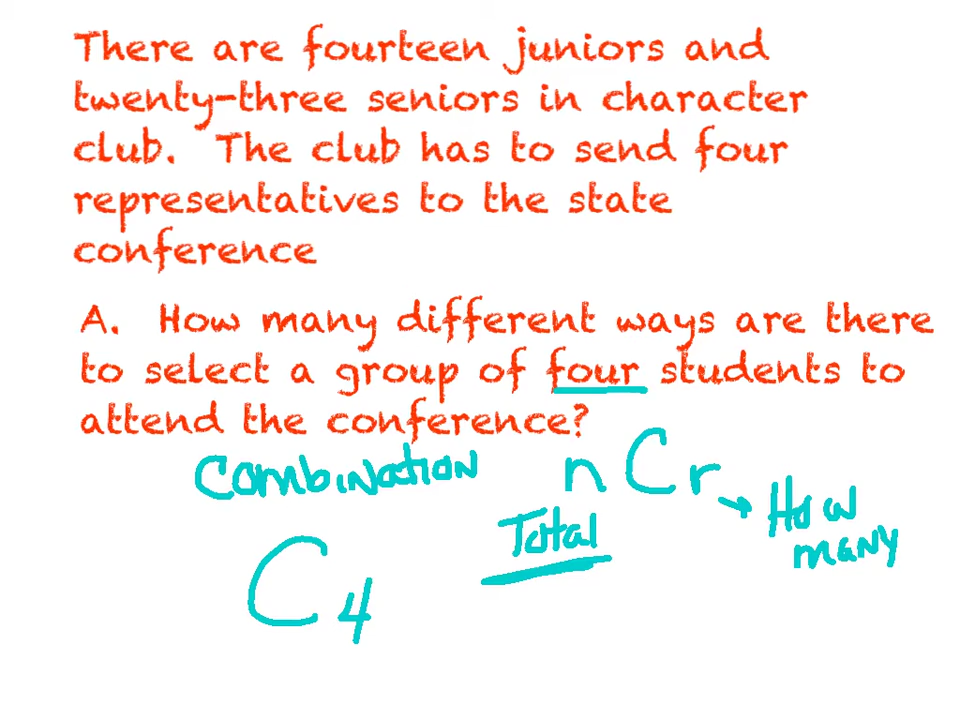 There are fourteen juniors and
twenty-three seniors in character
club. The club has to send four
representatives to the state
conference
A. How many different ways are there
to select a group of four students to
attend the conference?
Combination nCr → How
many
Total
C4